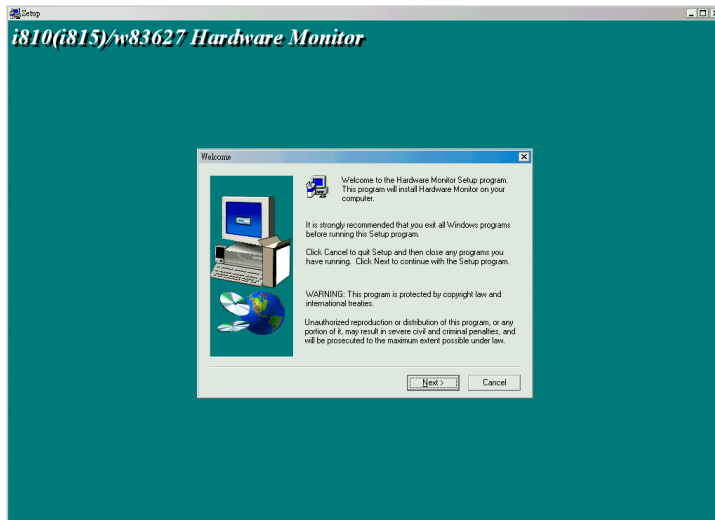 Setup
i810(i815)/w83627 Hardware Monitor
Welcome
Welcome to the Hardware Monitor Setup program.
This program will install Hardware Monitor on your
computer.
It is strongly recommended that you exit all Windows programs
before running this Setup program.
Click Cancel to quit Setup and then close any programs you
have running. Click Next to continue with the Setup program.
WARNING: This program is protected by copyright law and
international treaties.
Unauthorized reproduction or distribution of this program, or any
portion of it, may result in severe civil and criminal penalties, and
will be prosecuted to the maximum extent possible under law.
Next >
Cancel